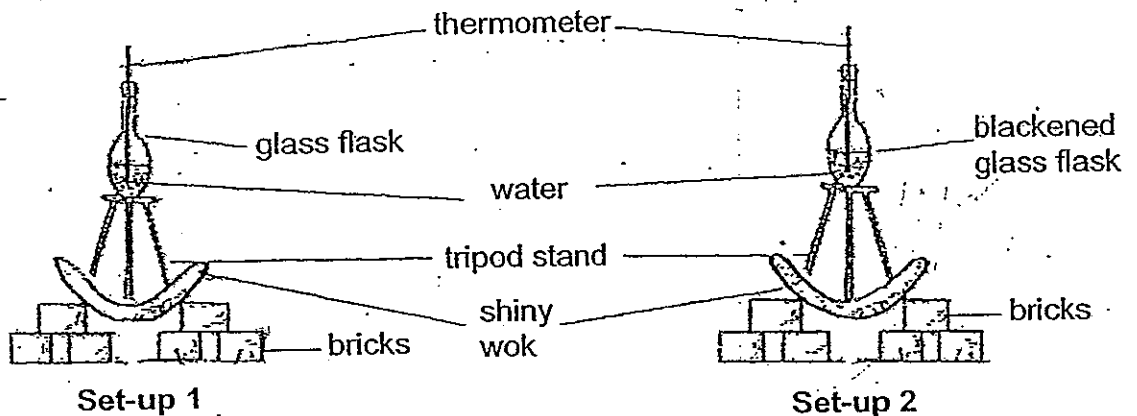 thermometer
glass flask
blackened
glass flask
water
tripod stand
shiny
wok
bricks
bricks
Set-up 1
Set-up 2